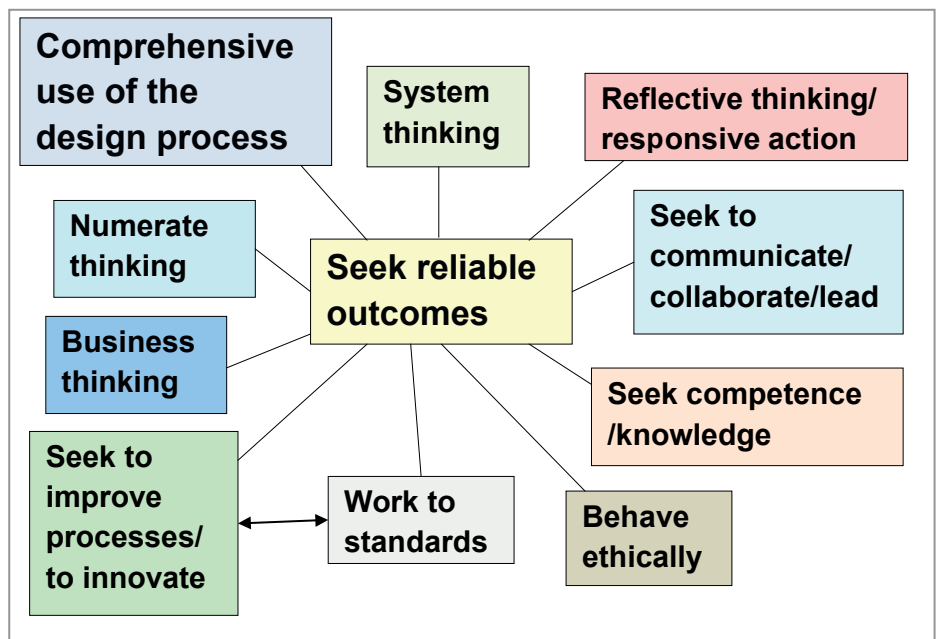 Comprehensive
use of the
design process
System
thinking
Reflective thinking/
responsive action
Numerate
thinking
Seek reliable
outcomes
Seek to
communicate/
collaborate/lead
Business
thinking
Seek competence
/knowledge
Seek to
improve
processes/
to innovate
Work to
standards
Behave
ethically